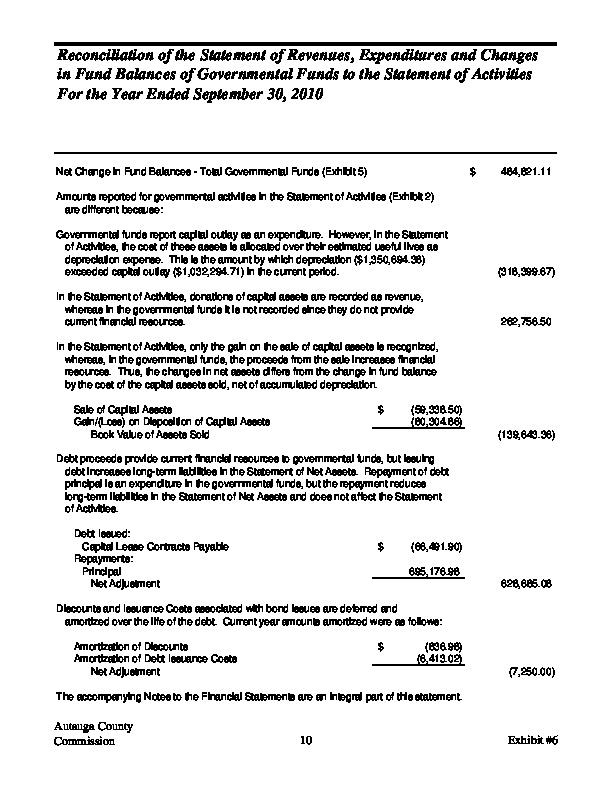 Reconciliation of the Statement of Revenues, Expenditures and Changes
in Fund Balances of Governmental Funds to the Statement of Activities
For the Year Ended September 30, 2010
Net Change in Fund Balances - Total Governmental Funds (Exhibit 5) $
Amounts reported for governmental activities in the Statement of Activities (Exhibit 2)
are different because:
Governmental funds report capital outlay as an expenditure. However, in the Statement
of Activities, the cost of these assets is allocated over their estimated useful lives as
depreciation expense. This is the amount by which depreciation ($1,350,694.38)
exceeded capital outlay ($1,032,294.71) in the current period. (318,399.67)
In the Statement of Activities, donations of capital assets are recorded as revenue,
whereas in the governmental funds it is not recorded since they do not provide
current financial resources. 262,756.50
In the Statement of Activities, only the gain on the sale of capital assets is recognized,
whereas, in the governmental funds, the proceeds from the sale increases financial
resources. Thus, the changes in net assets differs from the change in fund balance
by the cost of the capital assets sold, net of accumulated depreciation.
Sale of Capital Assets $ (59,338.50)
Gain/(Loss) on Disposition of Capital Assets (80,304.86)
Book Value of Assets Sold (139,643.36)
Debt proceeds provide current financial resources to governmental funds, but issuing
debt increases long-term liabilities in the Statement of Net Assets. Repayment of debt
principal is an expenditure in the governmental funds, but the repayment reduces
long-term liabilities in the Statement of Net Assets and does not affect the Statement
of Activities.
Debt Issued:
Capital Lease Contracts Payable $ (66,491.90)
Repayments:
Principal 695,176.98
Net Adjustment 628,685.08
Discounts and Issuance Costs associated with bond issues are deferred and
amortized over the life of the debt. Current year amounts amortized were as follows:
Amortization of Discounts $ (836.98)
Amortization of Debt Issuance Costs (6,413.02)
Net Adjustment (7,250.00)
The accompanying Notes to the Financial Statements are an integral part of this statement.
Autauga County
Commission 10 Exhibit #6